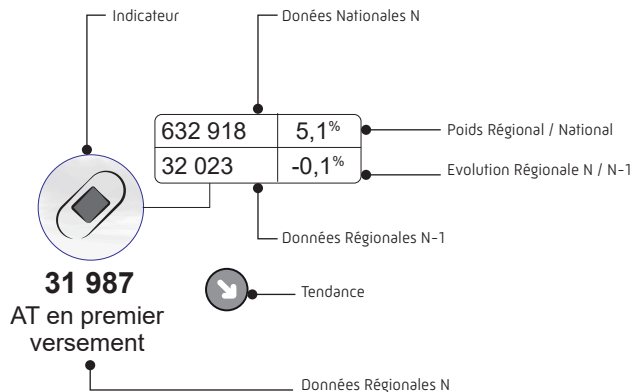 Indicateur
Donées Nationales N
632 918
5,1%
Poids Régional / National
32 023
-0,1%
Evolution Régionale N / N-1
Données Régionales N-1
31 987
AT en premier
versement
Tendance
Données Régionales N